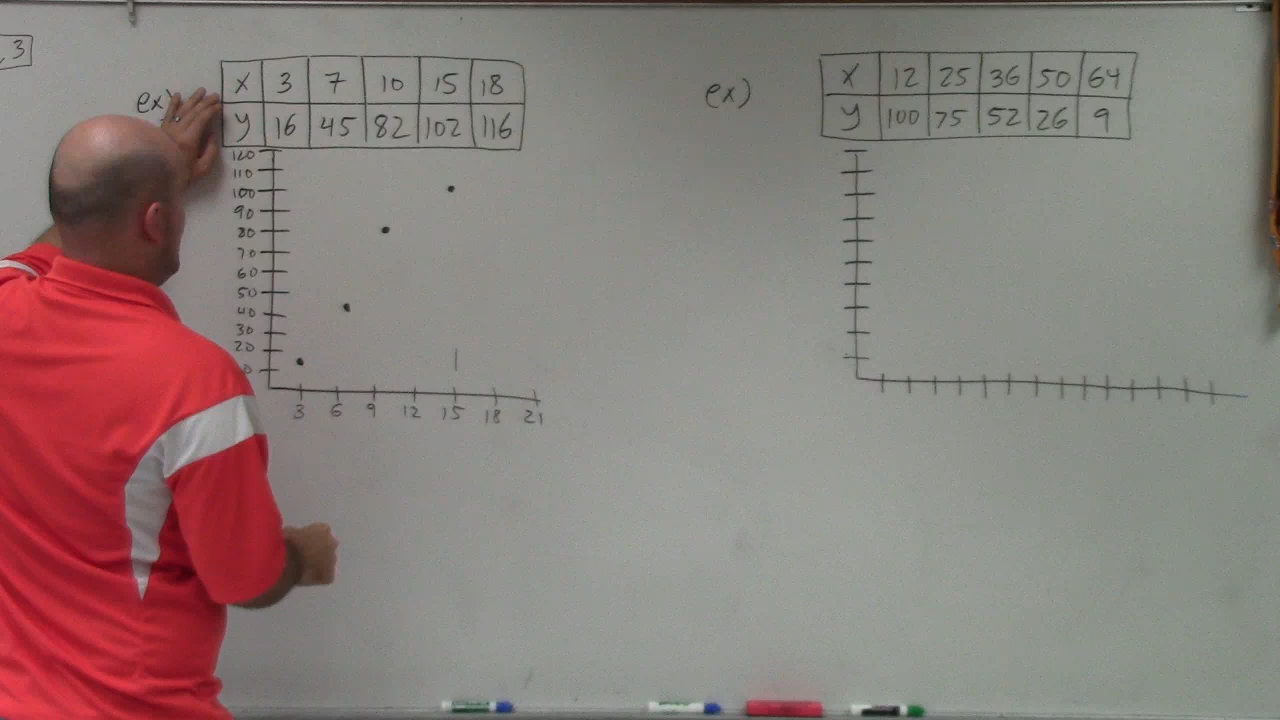 , 3
ex)
X 3 7 10 15 18
y 16 45 82 102 116
120
110
100
90
80
70
60
50
40
30
20
3 6 9 12 15 18 21
ex)
X 12 25 36 50 64
y 100 75 52 26 9